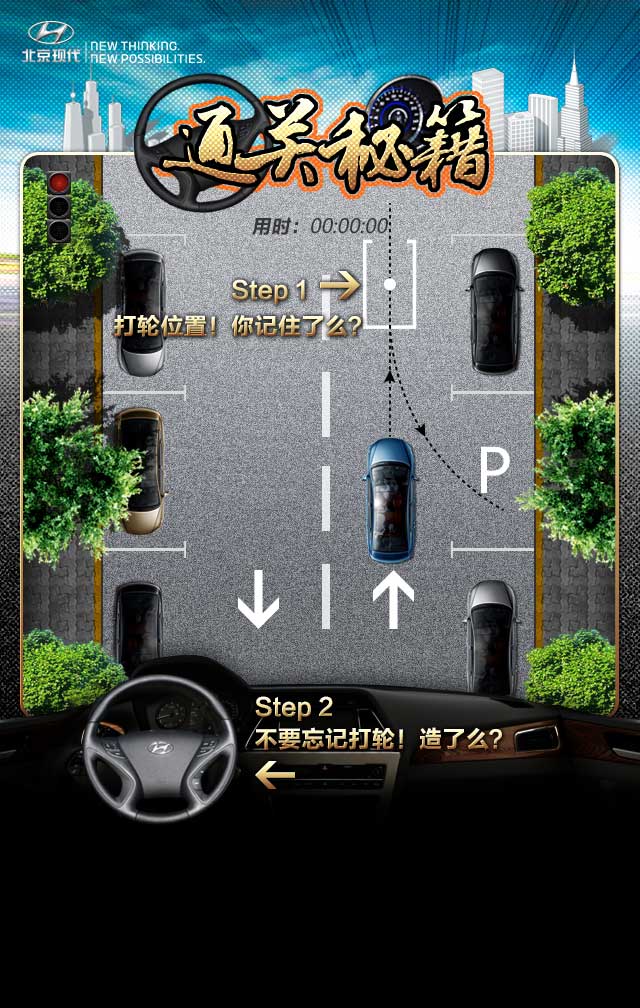 北京现代
NEW THINKING.
NEW POSSIBILITIES.
通关秘籍
用时：00:00:00
Step 1
打轮位置！你记住了么？
P
Step 2
不要忘记打轮！造了么？